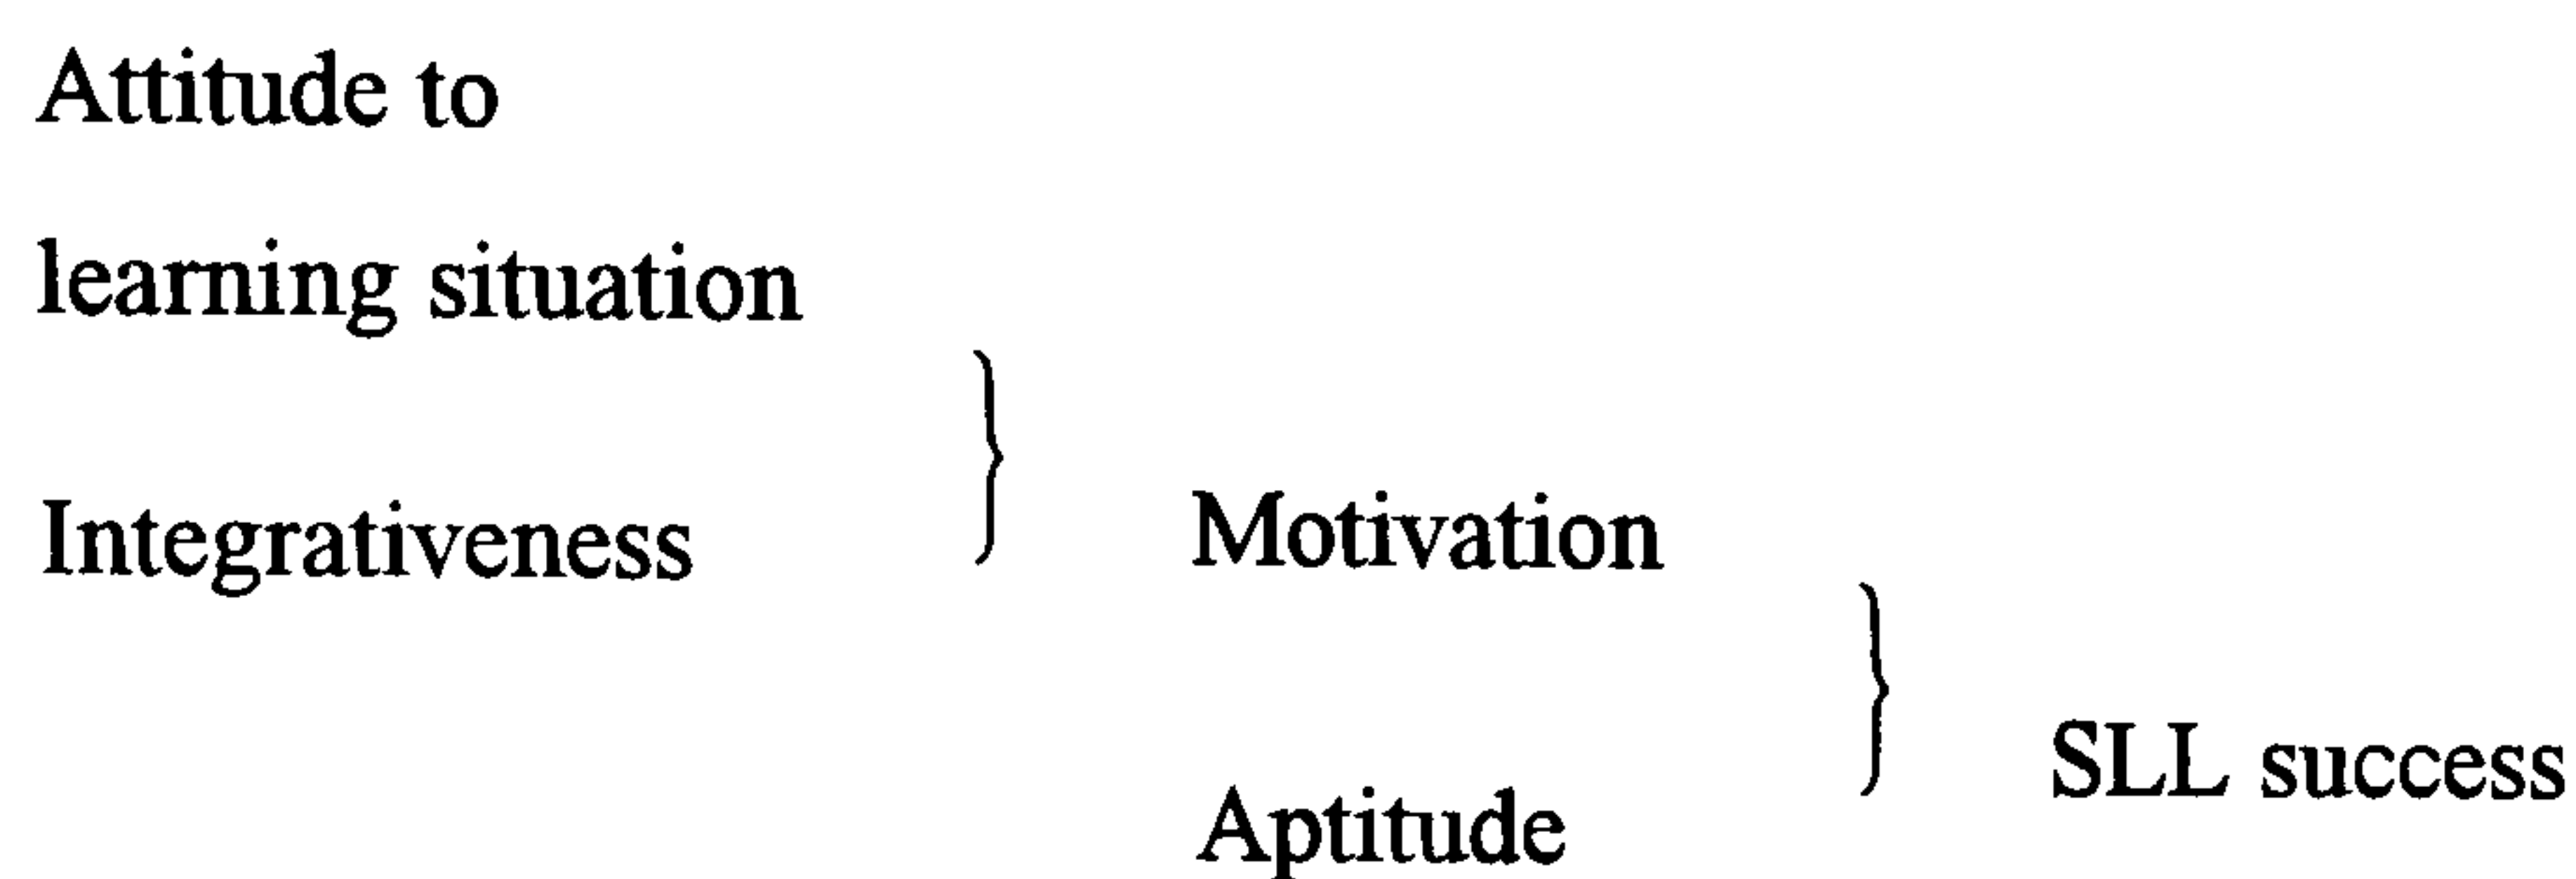 Attitude to
learning situation
Integrativeness
Motivation
Aptitude
SLL success